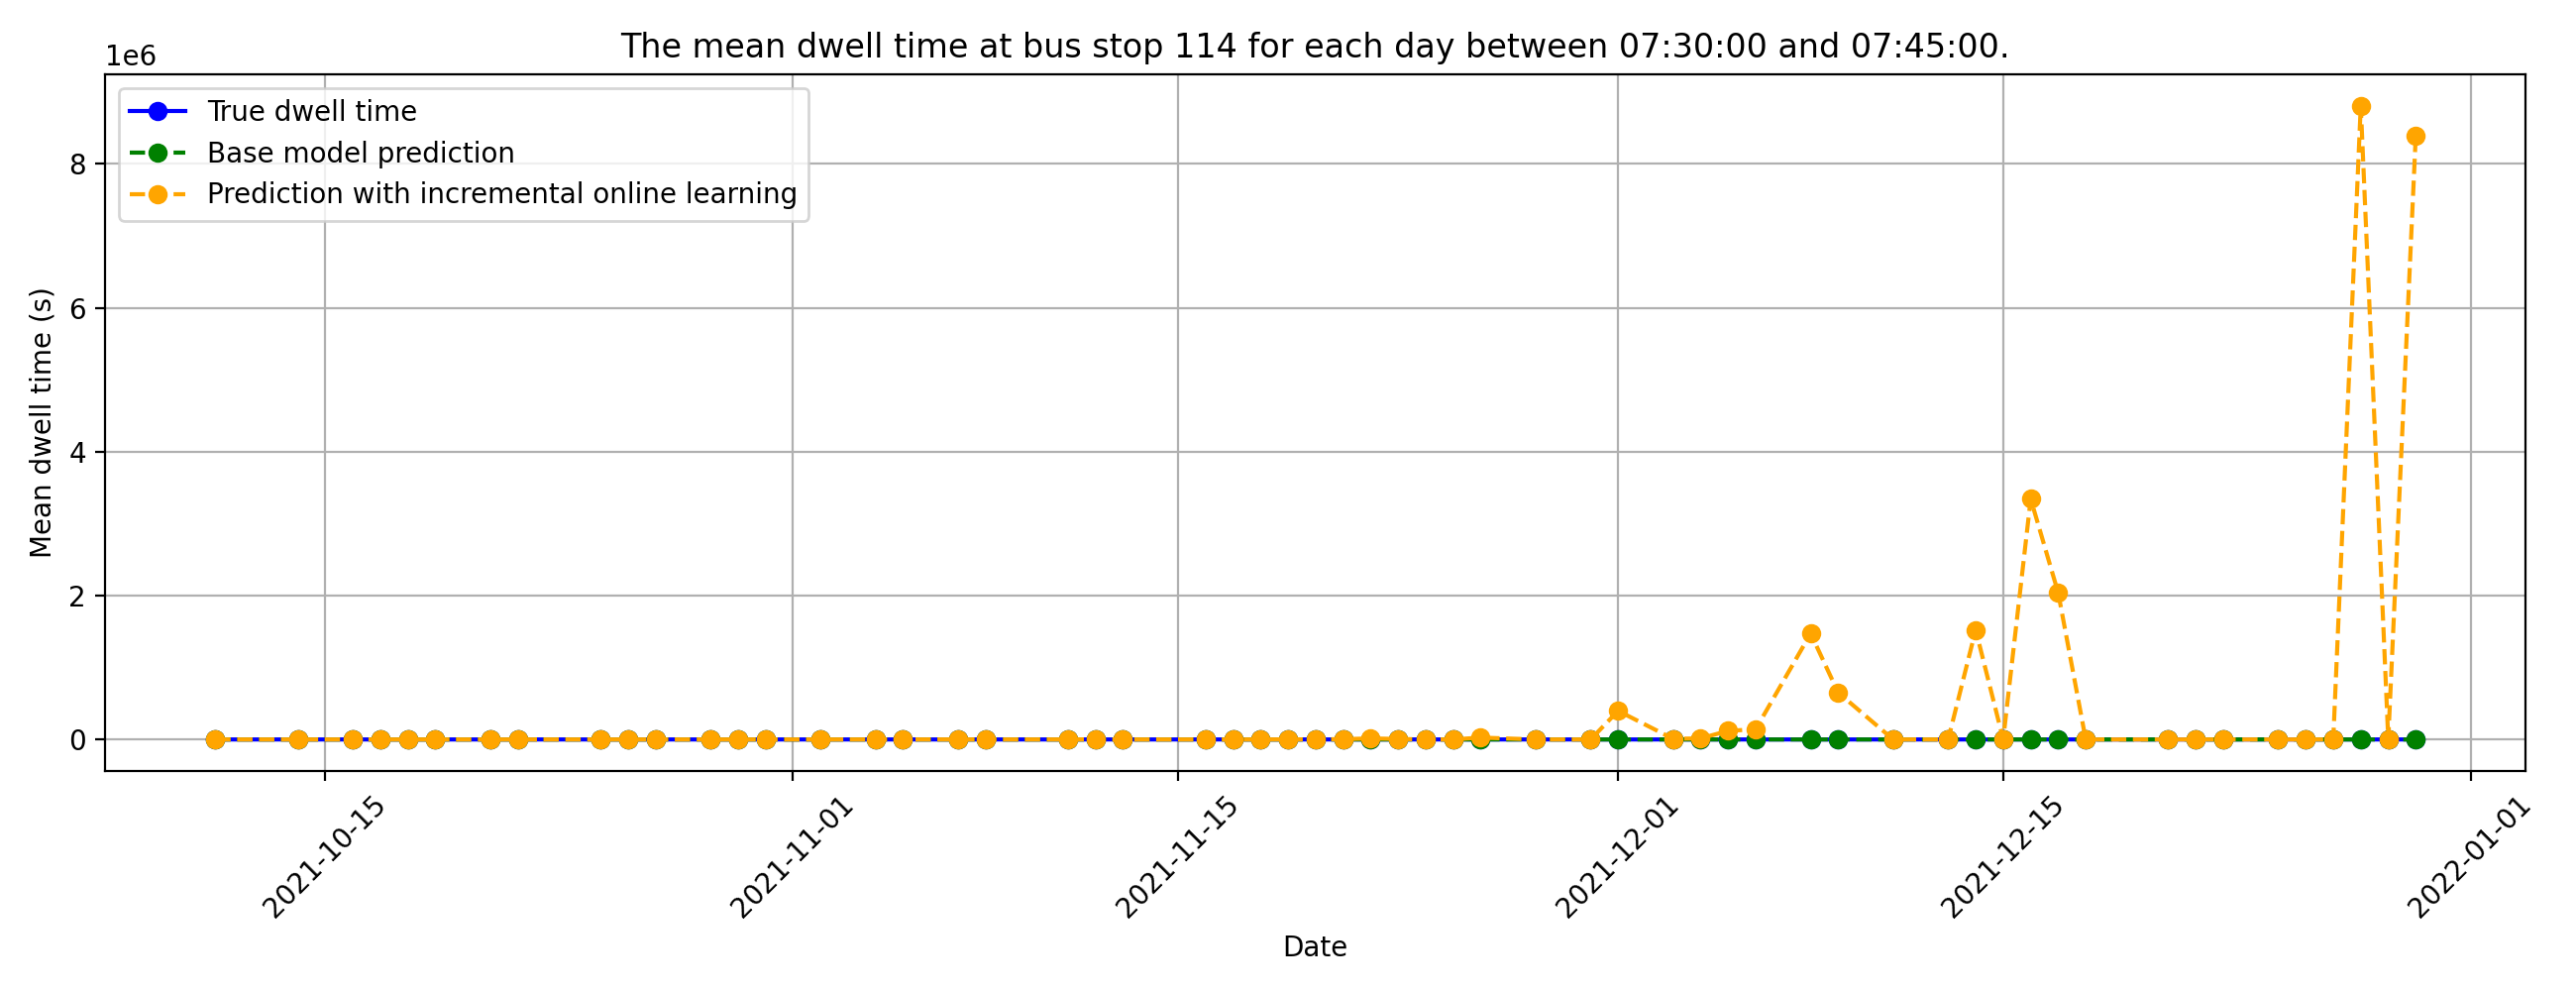 The mean dwell time at bus stop 114 for each day between 07:30:00 and 07:45:00.
1e6
True dwell time
Base model prediction
Prediction with incremental online learning
Mean dwell time (s)
8
6
4
2
0
2021-10-15
2021-11-01
2021-11-15
2021-12-01
2021-12-15
2022-01-01
Date